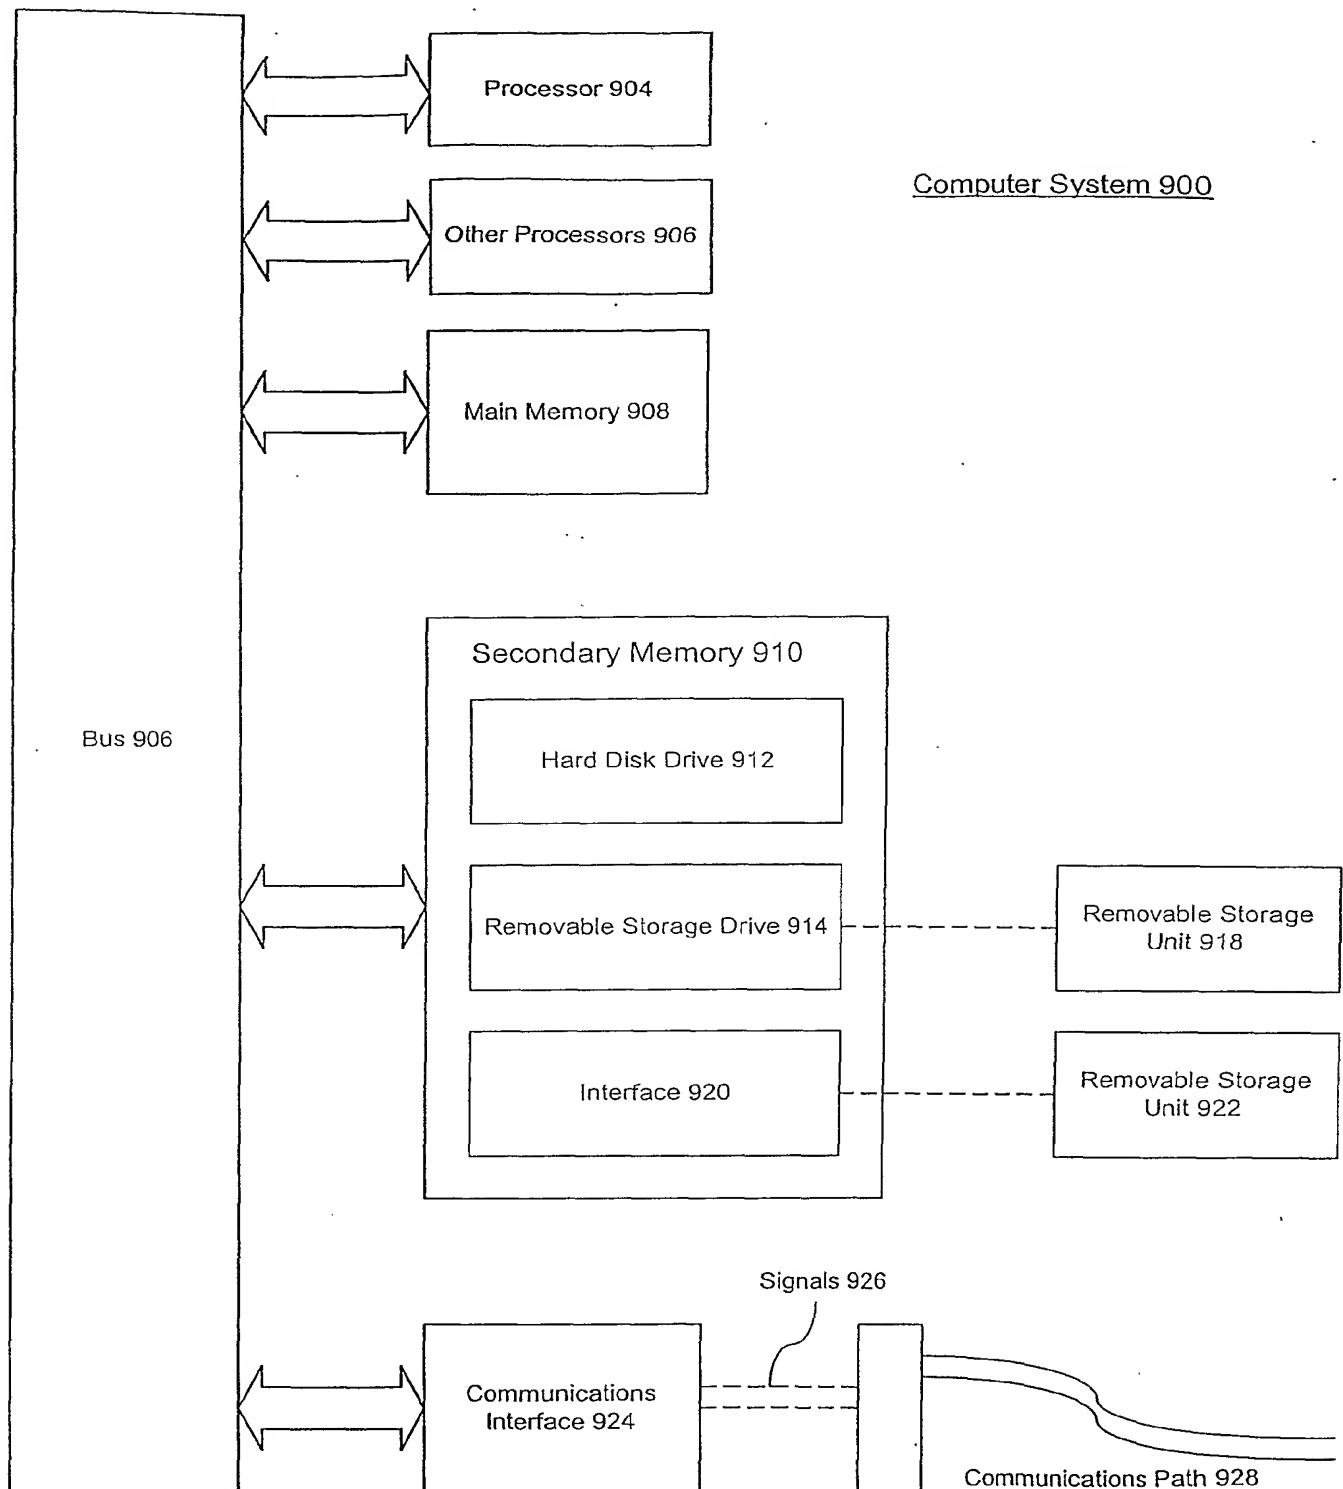 Processor 904
Computer System 900
Other Processors 906
Main Memory 908
Secondary Memory 910
Bus 906
Hard Disk Drive 912
Removable Storage Drive 914
Removable Storage
Unit 918
Interface 920
Removable Storage
Unit 922
Signals 926
Communications
Interface 924
Communications Path 928